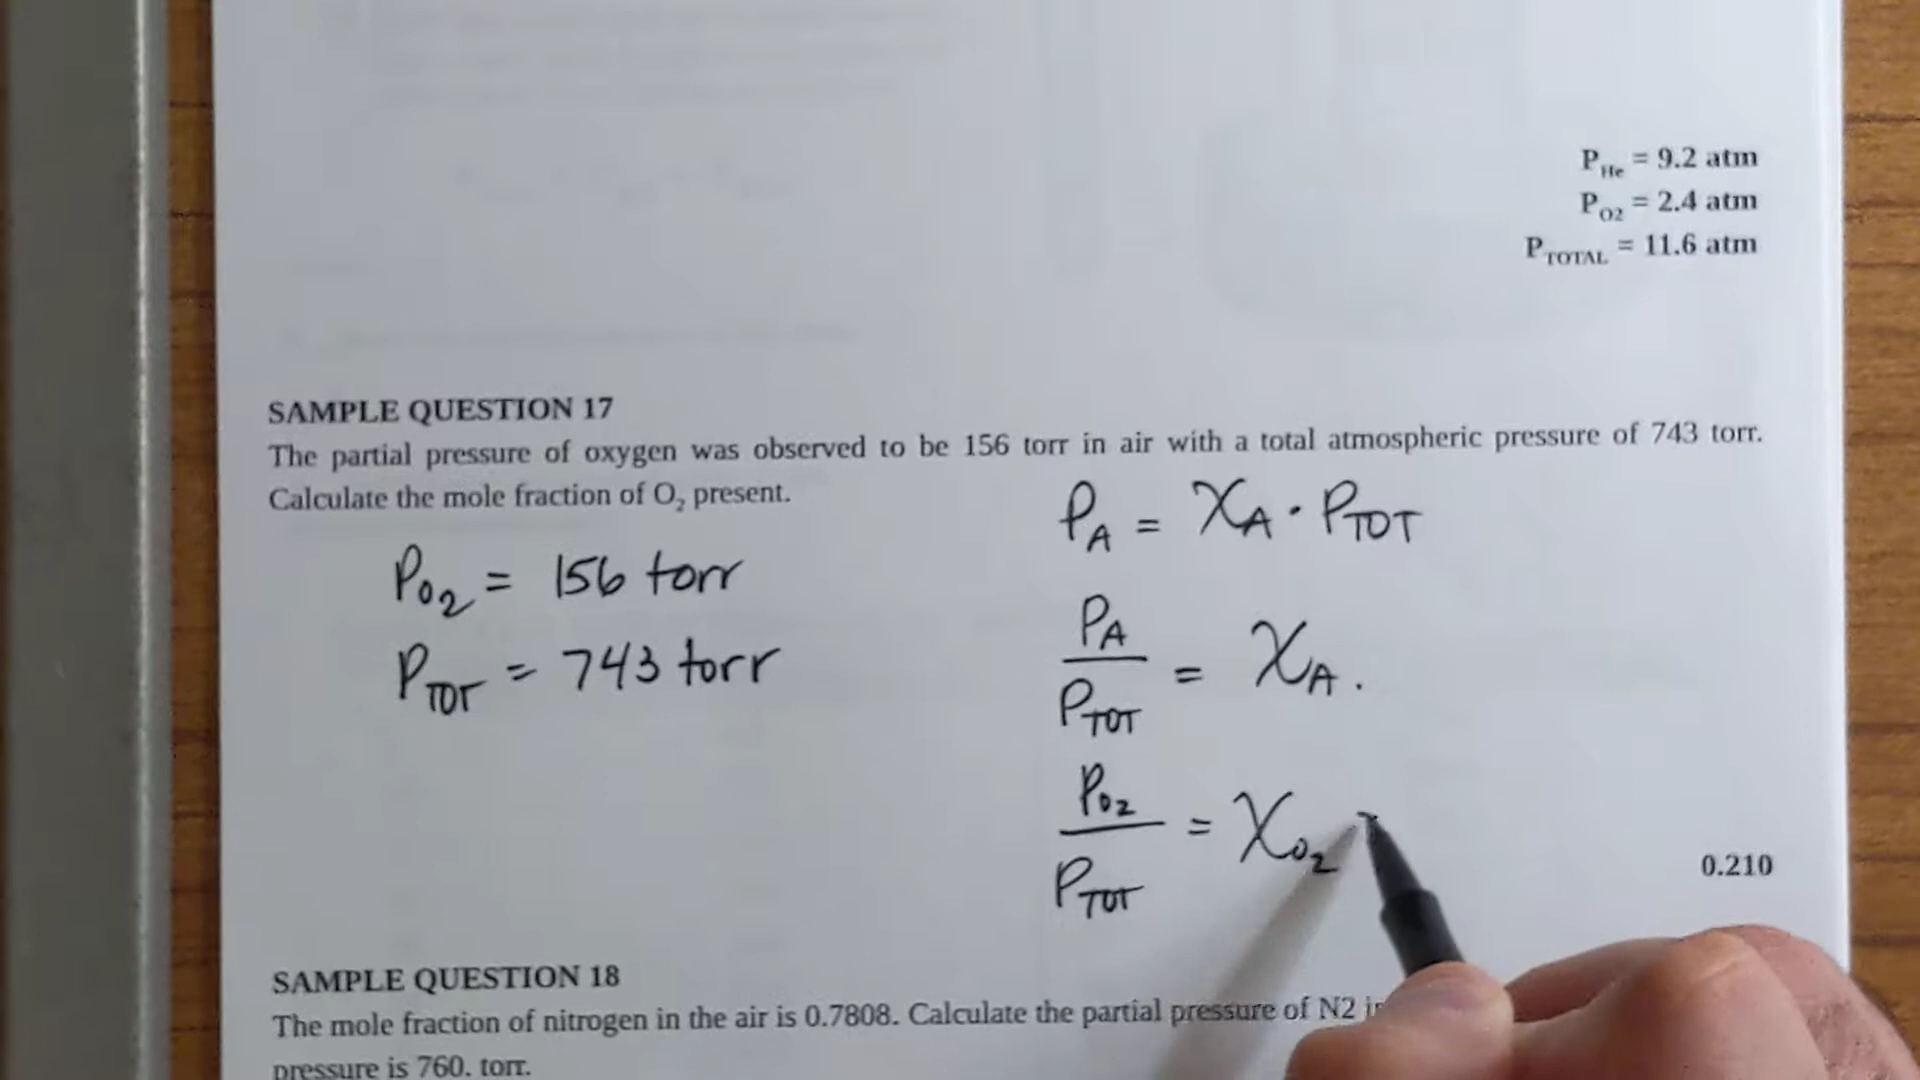 P_He = 9.2 atm
P_O2 = 2.4 atm
P_TOTAL = 11.6 atm
SAMPLE QUESTION 17
The partial pressure of oxygen was observed to be 156 torr in air with a total atmospheric pressure of 743 torr.
Calculate the mole fraction of O₂ present.
P_A = X_A · P_TOT
P_O₂ = 156 torr
P_TOT = 743 torr
P_A / P_TOT = X_A.
P_O₂ / P_TOT = X_O₂
0.210
SAMPLE QUESTION 18
The mole fraction of nitrogen in the air is 0.7808. Calculate the partial pressure of N2
pressure is 760. torr.